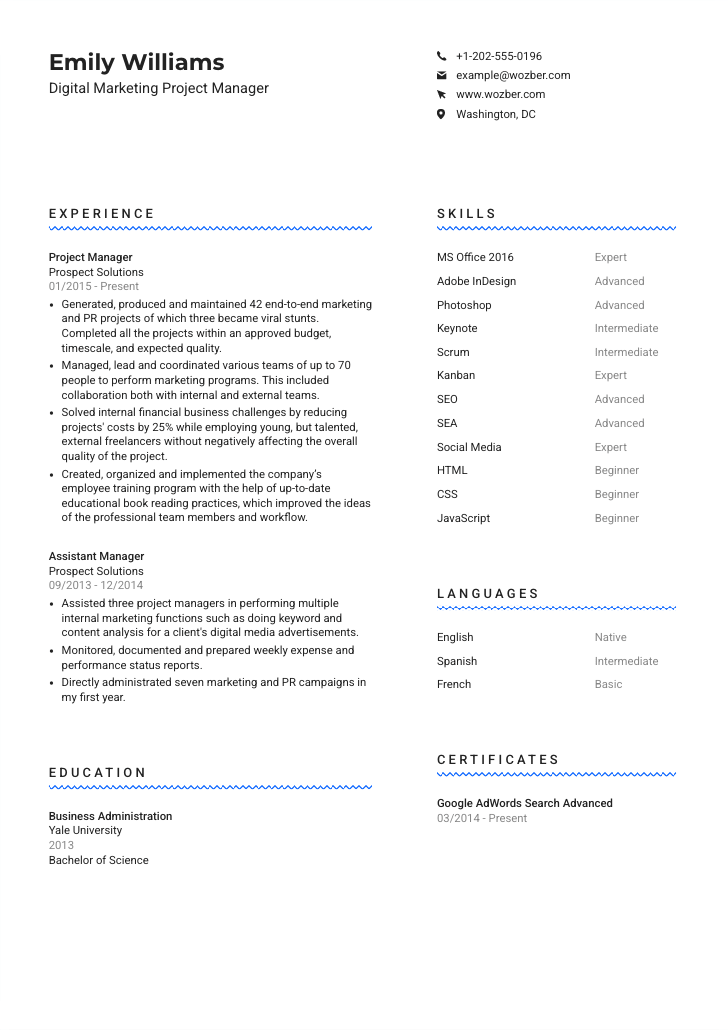 Emily Williams
Digital Marketing Project Manager
+1-202-555-0196
example@wozber.com
www.wozber.com
Washington, DC
EXPERIENCE
Project Manager
Prospect Solutions
01/2015 - Present
• Generated, produced and maintained 42 end-to-end marketing
and PR projects of which three became viral stunts.
Completed all the projects within an approved budget,
timescale, and expected quality.
• Managed, lead and coordinated various teams of up to 70
people to perform marketing programs. This included
collaboration both with internal and external teams.
• Solved internal financial business challenges by reducing
projects' costs by 25% while employing young, but talented,
external freelancers without negatively affecting the overall
quality of the project.
• Created, organized and implemented the company's
employee training program with the help of up-to-date
educational book reading practices, which improved the ideas
of the professional team members and workflow.
Assistant Manager
Prospect Solutions
09/2013 - 12/2014
• Assisted three project managers in performing multiple
internal marketing functions such as doing keyword and
content analysis for a client's digital media advertisements.
• Monitored, documented and prepared weekly expense and
performance status reports.
• Directly administrated seven marketing and PR campaigns in
my first year.
EDUCATION
Business Administration
Yale University
2013
Bachelor of Science
SKILLS
MS Office 2016 Expert
Adobe InDesign Advanced
Photoshop Advanced
Keynote Intermediate
Scrum Intermediate
Kanban Expert
SEO Advanced
SEA Advanced
Social Media Expert
HTML Beginner
CSS Beginner
JavaScript Beginner
LANGUAGES
English Native
Spanish Intermediate
French Basic
CERTIFICATES
Google AdWords Search Advanced
03/2014 - Present